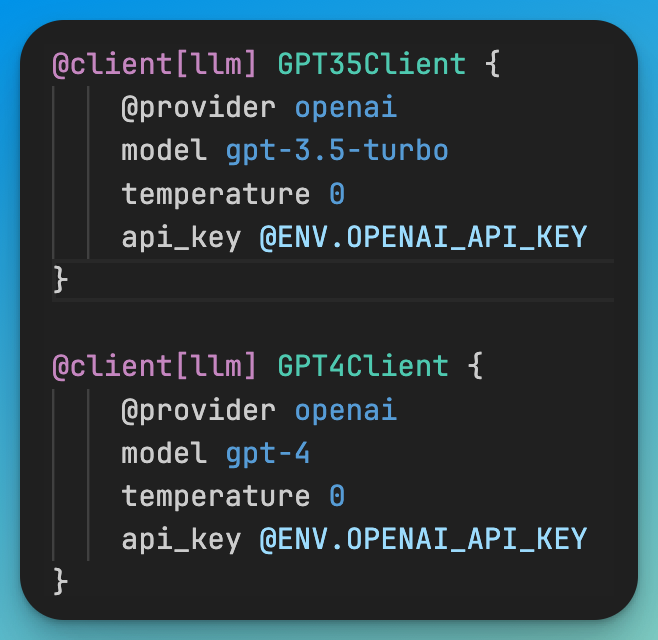 @client[llm] GPT35Client {
@provider openai
model gpt-3.5-turbo
temperature 0
api_key @ENV.OPENAI_API_KEY
}
@client[llm] GPT4Client {
@provider openai
model gpt-4
temperature 0
api_key @ENV.OPENAI_API_KEY
}